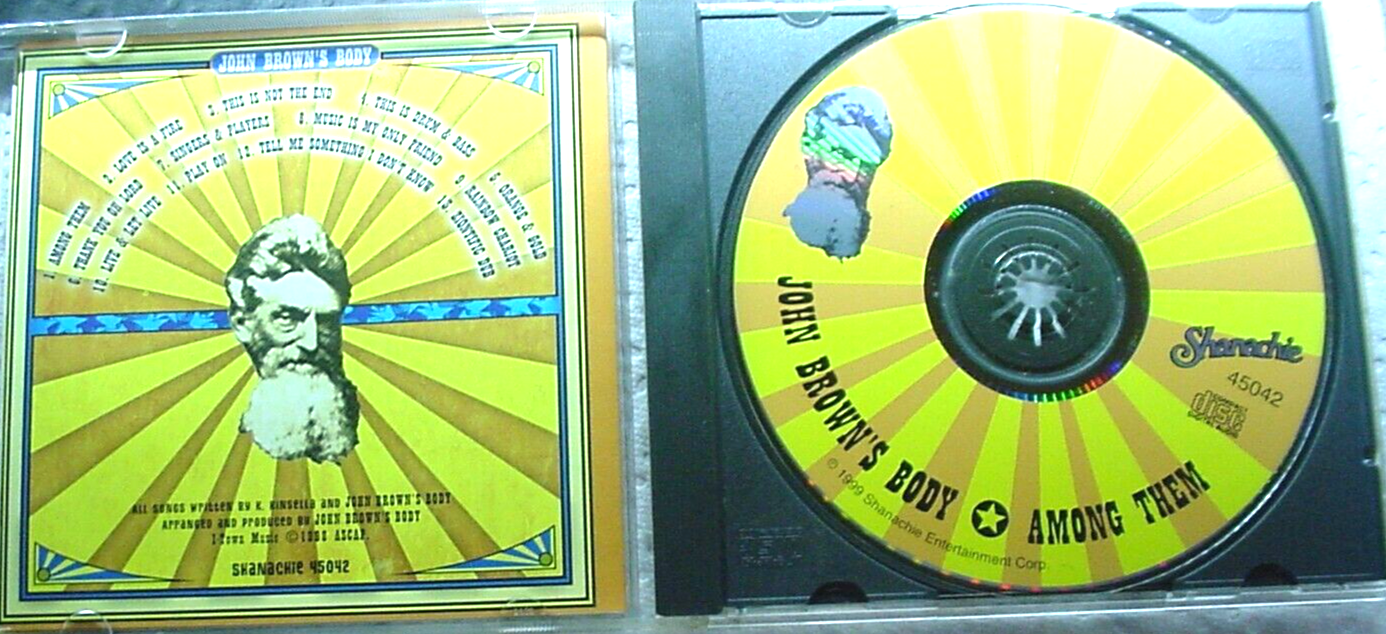 JOHN BROWN'S BODY
1. AMONG THEM
2. LOVE IS A FIRE
3. THIS IS NOT THE END
4. THIS IS DRUM & BASS
5. ORANGE & GOLD
6. THANK YOU OH LORD
7. SINGERS & PLAYERS
8. MUSIC IS MY ONLY FRIEND
9. RAINBOW CHARIOT
10. LIVE & LET LIVE
11. PLAY ON
12. TELL ME SOMETHING I DON'T KNOW
13. ZIONTIFIC DUB
ALL SONGS WRITTEN BY K. KINSELLA AND JOHN BROWN'S BODY
ARRANGED AND PRODUCED BY JOHN BROWN'S BODY
I-Town Music ©1998 ASCAP.
Shanachie 45042
Shanachie
45042
disc
JOHN BROWN'S BODY ★ AMONG THEM
© 1999 Shanachie Entertainment Corp.